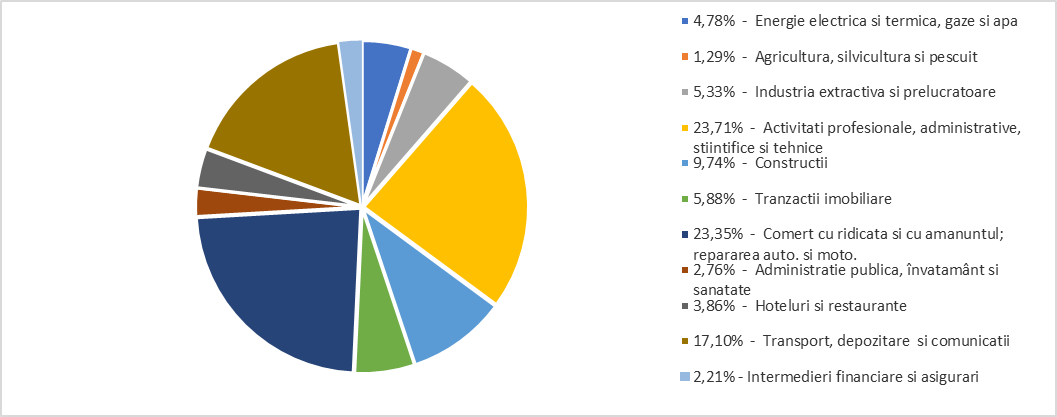 4,78% - Energie electrica si termica, gaze si apa
1,29% - Agricultura, silvicultura si pescuit
5,33% - Industria extractiva si prelucratoare
23,71% - Activitati profesionale, administrative,
stiintifice si tehnice
9,74% - Constructii
5,88% - Tranzactii imobiliare
23,35% - Comert cu ridicata si cu amanuntul;
repararea auto. si moto.
2,76% - Administratie publica, învatamânt si
sanatate
3,86% - Hoteluri si restaurante
17,10% - Transport, depozitare si comunicatii
2,21% - Intermedieri financiare si asigurari